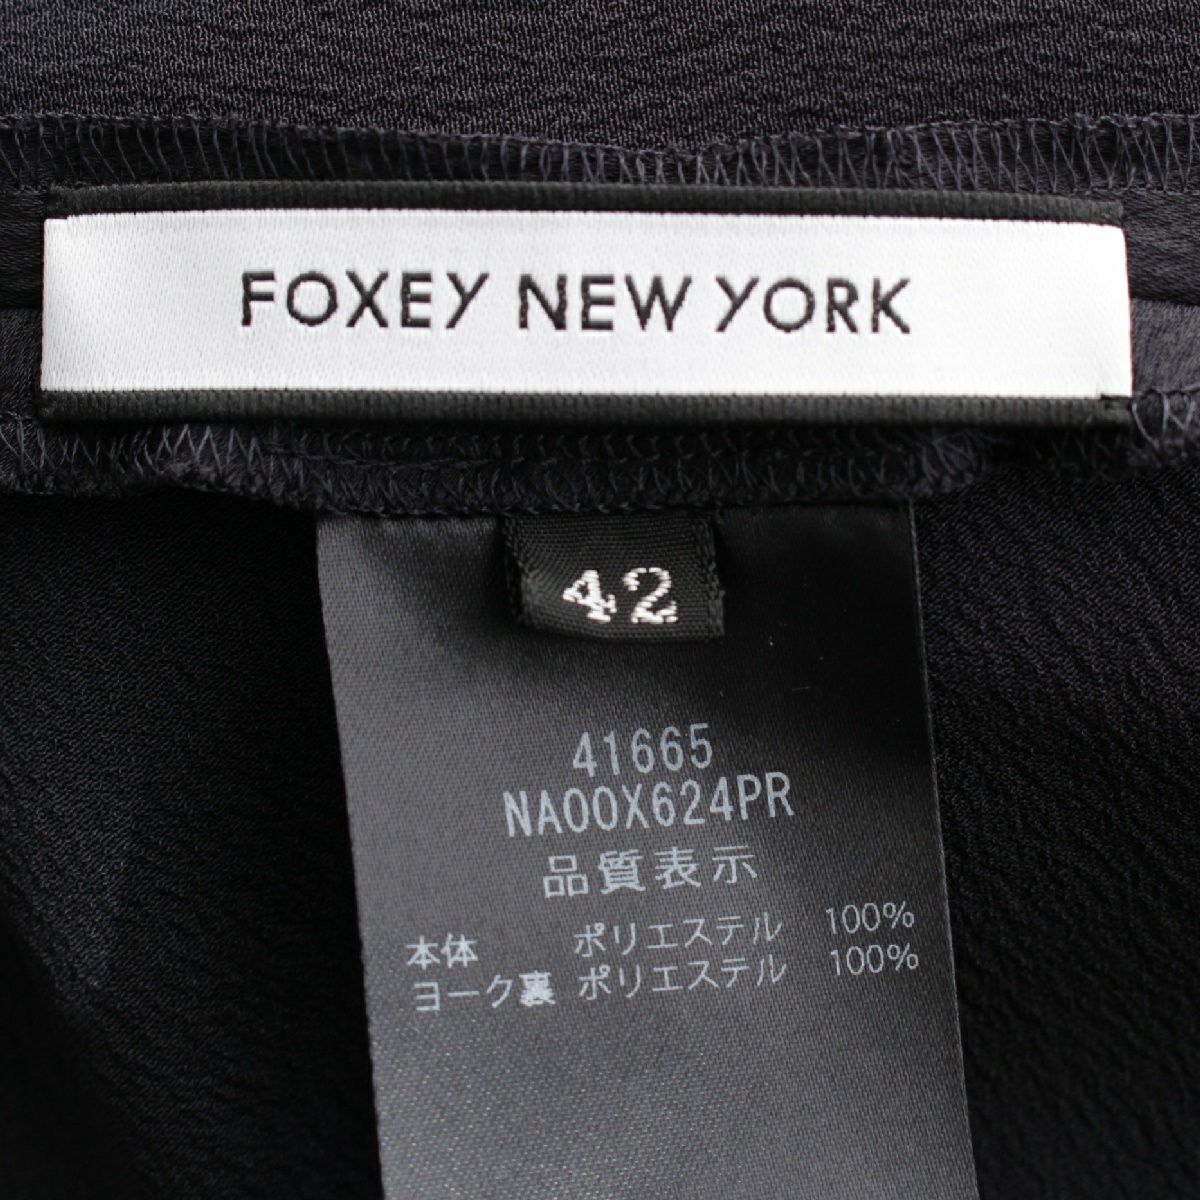 FOXEY NEW YORK
42
41665
NA00X624PR
品質表示
本体 ポリエステル 100%
ヨーク裏 ポリエステル 100%